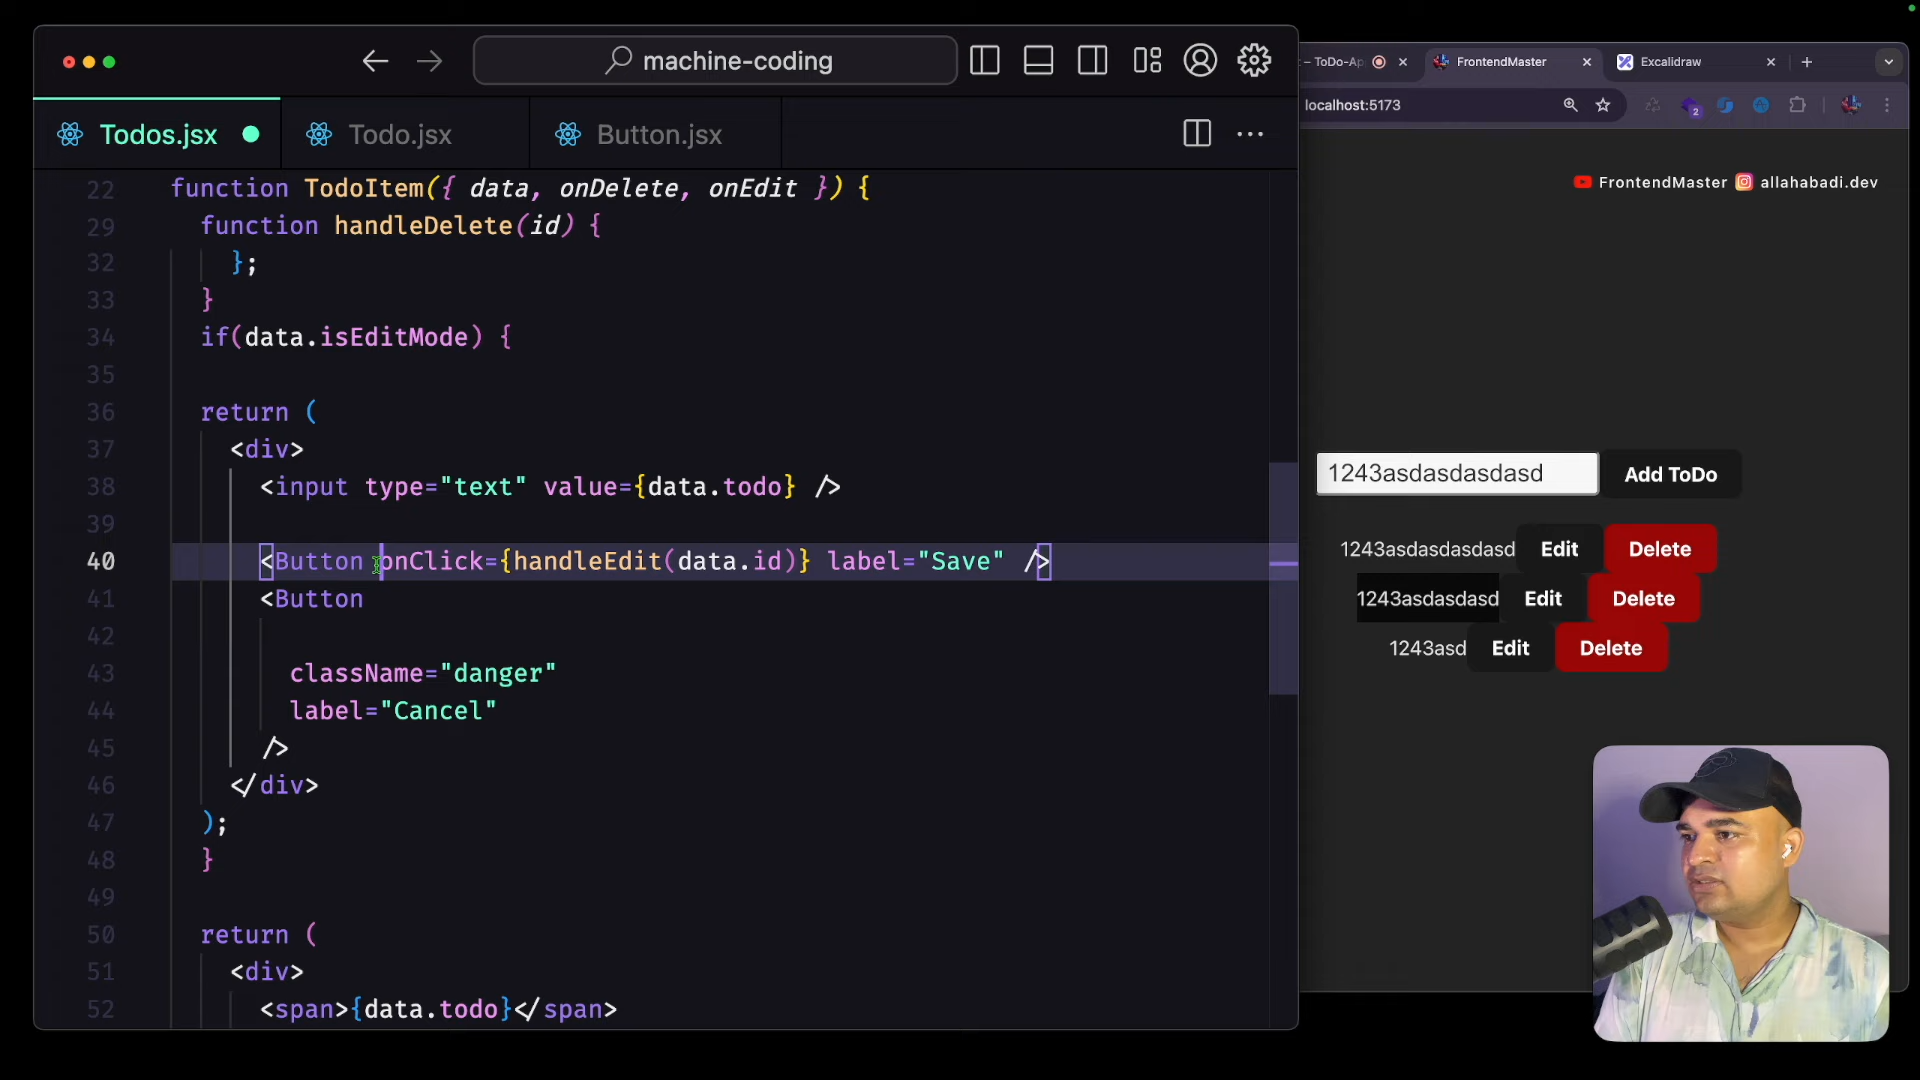 machine-coding
Todos.jsx
Todo.jsx
Button.jsx
22 function TodoItem({ data, onDelete, onEdit }) {
29 function handleDelete(id) {
32 };
33 }
34 if(data.isEditMode) {
35
36 return (
37 <div>
38 <input type="text" value={data.todo} />
39
40 <Button onClick={handleEdit(data.id)} label="Save" />
41 <Button
42
43 className="danger"
44 label="Cancel"
45 />
46 </div>
47 );
48 }
49
50 return (
51 <div>
52 <span>{data.todo}</span>
– ToDo-Ap
FrontendMaster
Excalidraw
localhost:5173
2
FrontendMaster
allahabadi.dev
1243asdasdasdasd
Add ToDo
1243asdasdasdasd Edit Delete
1243asdasdasd Edit Delete
1243asd Edit Delete